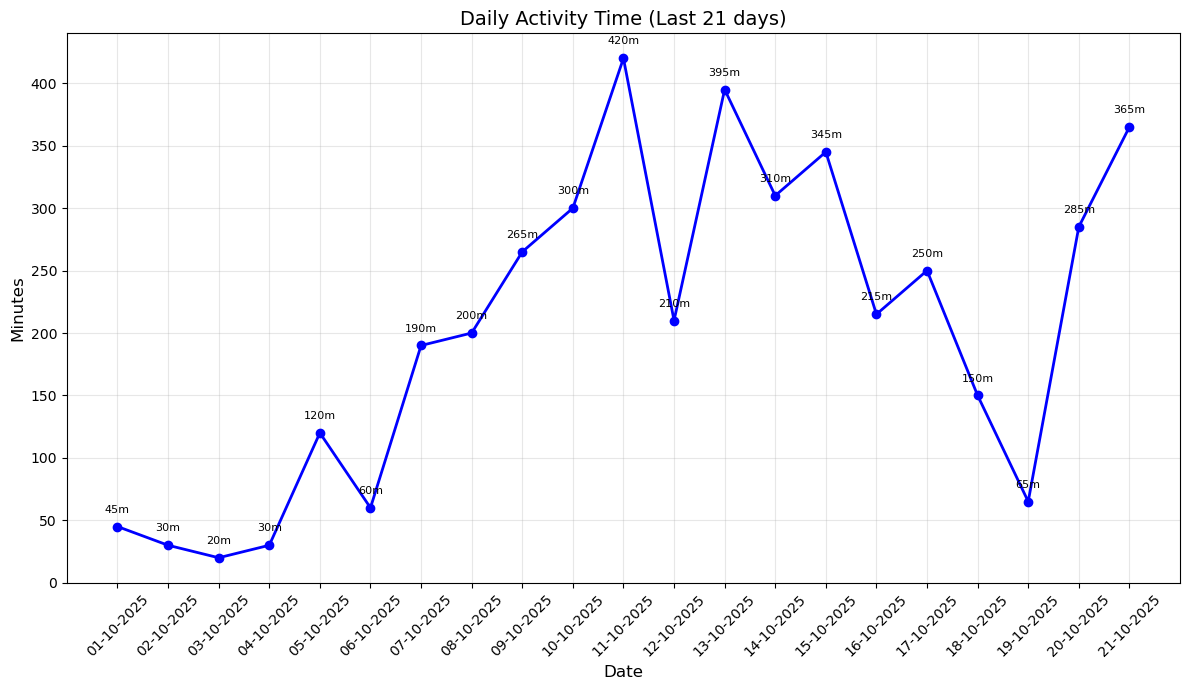 Daily Activity Time (Last 21 days)
Minutes
400
350
300
250
200
150
100
50
0
45m
30m
20m
30m
120m
60m
190m
200m
265m
300m
420m
210m
395m
310m
345m
215m
250m
150m
65m
285m
365m
01-10-2025
02-10-2025
03-10-2025
04-10-2025
05-10-2025
06-10-2025
07-10-2025
08-10-2025
09-10-2025
10-10-2025
11-10-2025
12-10-2025
13-10-2025
14-10-2025
15-10-2025
16-10-2025
17-10-2025
18-10-2025
19-10-2025
20-10-2025
21-10-2025
Date